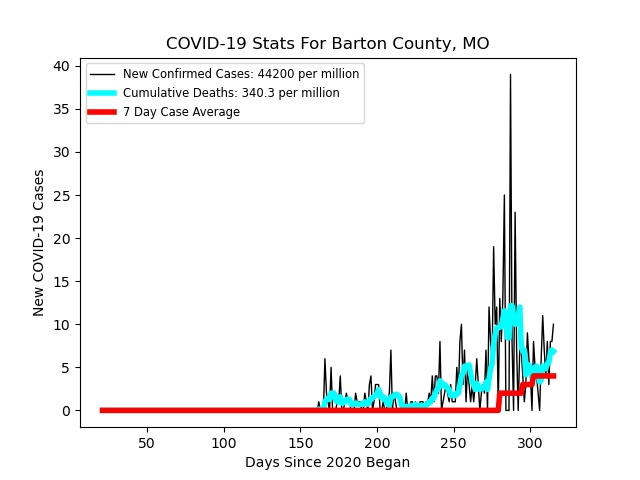 COVID-19 Stats For Barton County, MO
New Confirmed Cases: 44200 per million
Cumulative Deaths: 340.3 per million
7 Day Case Average
40
35
30
25
20
15
10
5
0
New COVID-19 Cases
50 100 150 200 250 300
Days Since 2020 Began